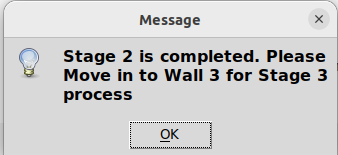 Message
Stage 2 is completed. Please
Move in to Wall 3 for Stage 3
process
OK